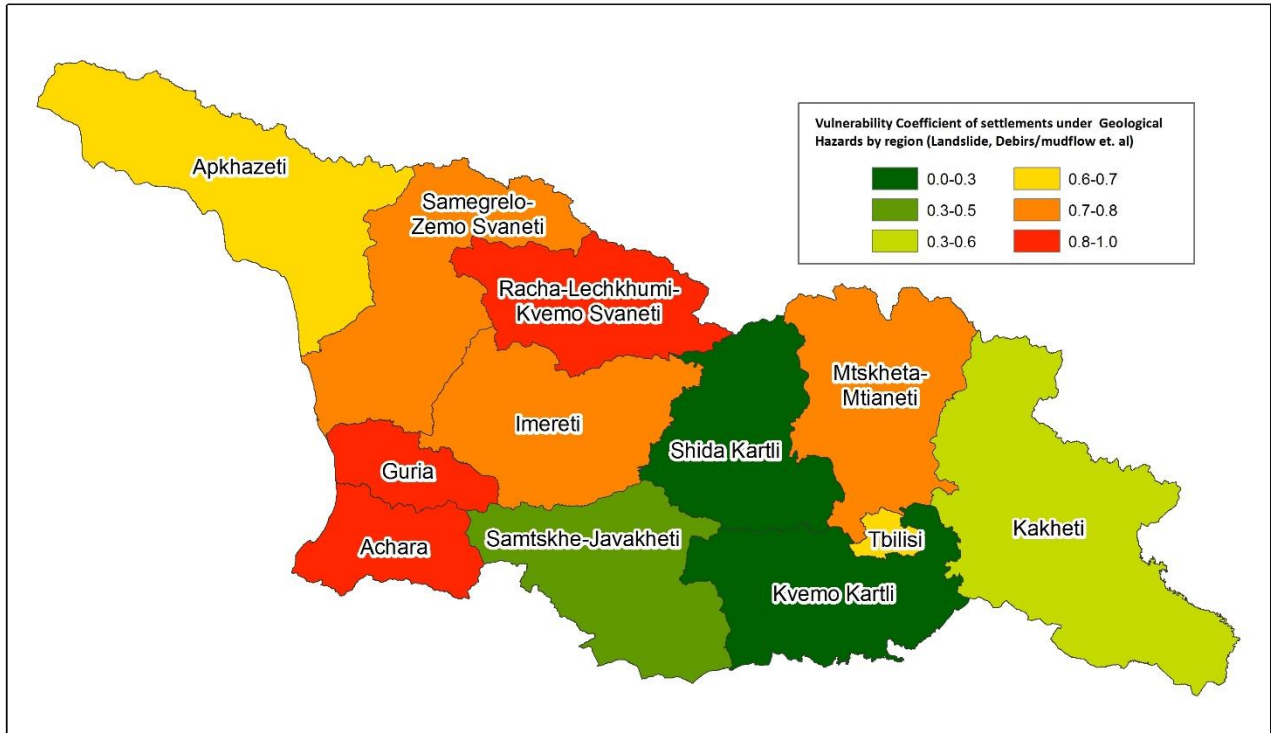 Vulnerability Coefficient of settlements under Geological
Hazards by region (Landslide, Debirs/mudflow et. al)
0.0-0.3
0.6-0.7
0.3-0.5
0.7-0.8
0.3-0.6
0.8-1.0
Apkhazeti
Samegrelo-
Zemo Svaneti
Racha-Lechkhumi-
Kvemo Svaneti
Mtskheta-
Mtianeti
Imereti
Shida Kartli
Guria
Achara
Samtskhe-Javakheti
Tbilisi
Kakheti
Kvemo Kartli